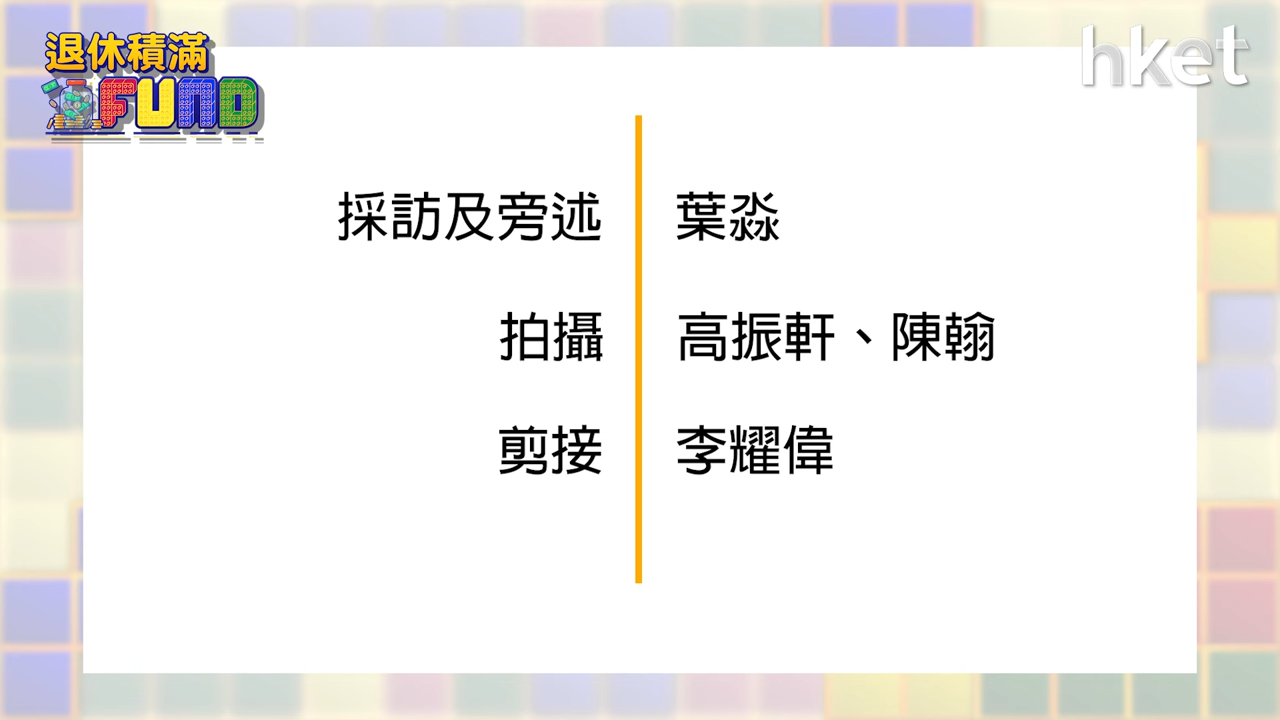 退休積滿
FUND
hket
採訪及旁述 葉淼
拍攝 高振軒、陳翰
剪接 李耀偉